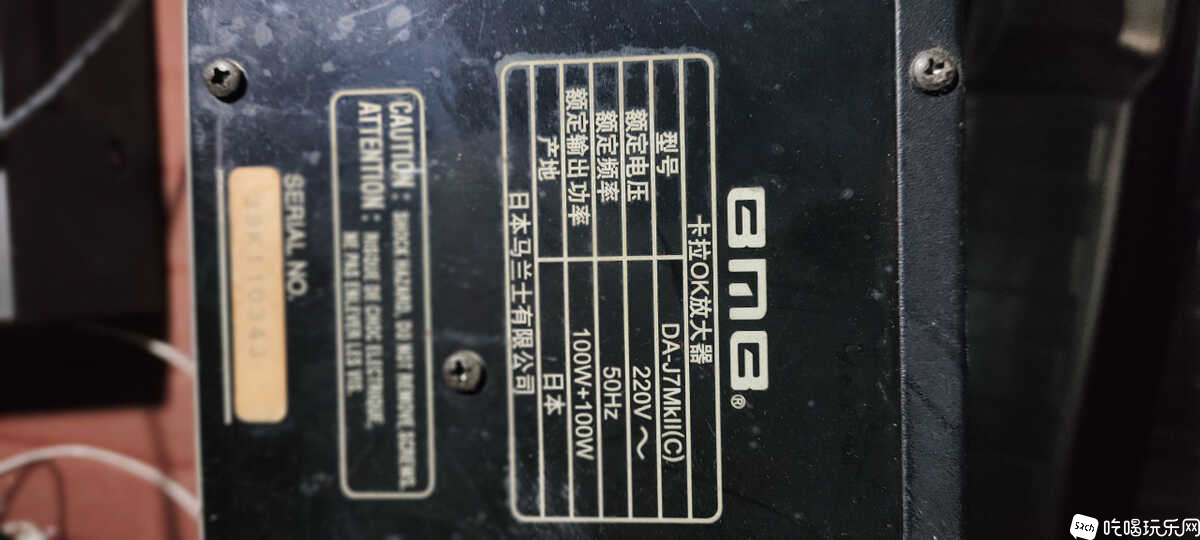 BMB®
卡拉OK放大器
型号 DA-J7MkII(C)
额定电压 220V～
额定频率 50Hz
额定输出功率 100W+100W
产地 日本
日本马兰士有限公司
CAUTION : SHOCK HAZARD, DO NOT REMOVE SCREWS.
ATTENTION : RISQUE DE CHOC ELECTRIQUE,
NE PAS ENLEVER LES VIS.
SERIAL NO.
sach 吃喝玩乐网